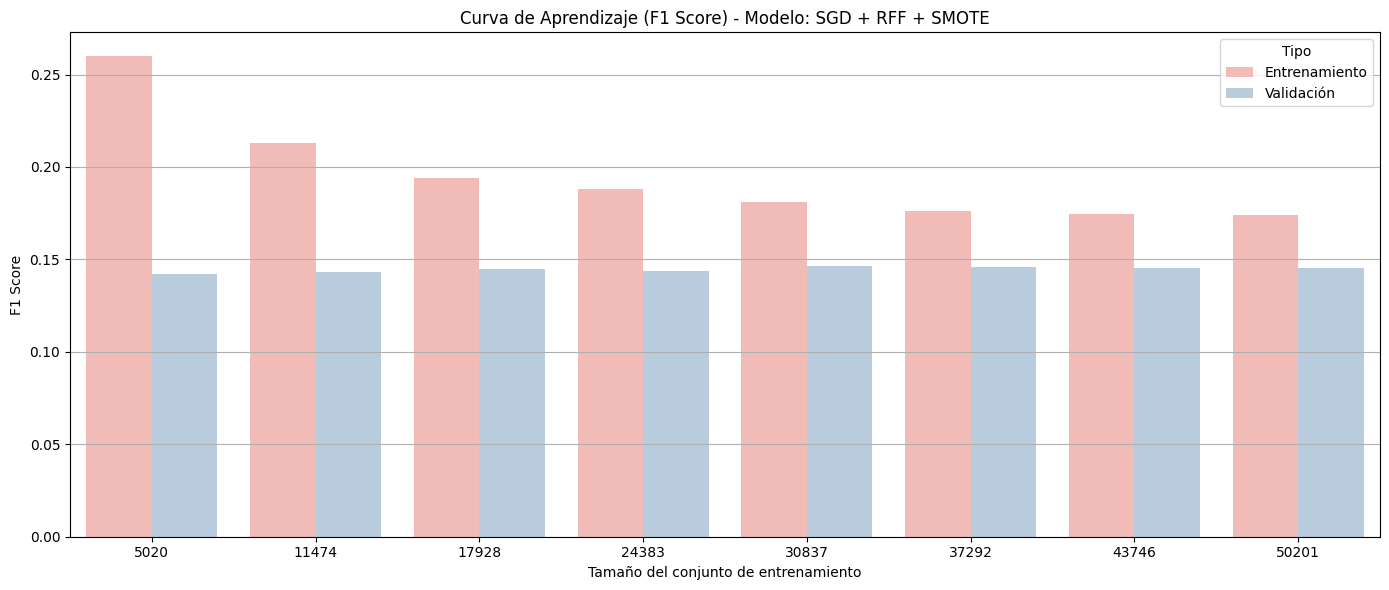 Curva de Aprendizaje (F1 Score) - Modelo: SGD + RFF + SMOTE
Tipo
Entrenamiento
Validación
F1 Score
0.25
0.20
0.15
0.10
0.05
0.00
5020 11474 17928 24383 30837 37292 43746 50201
Tamaño del conjunto de entrenamiento